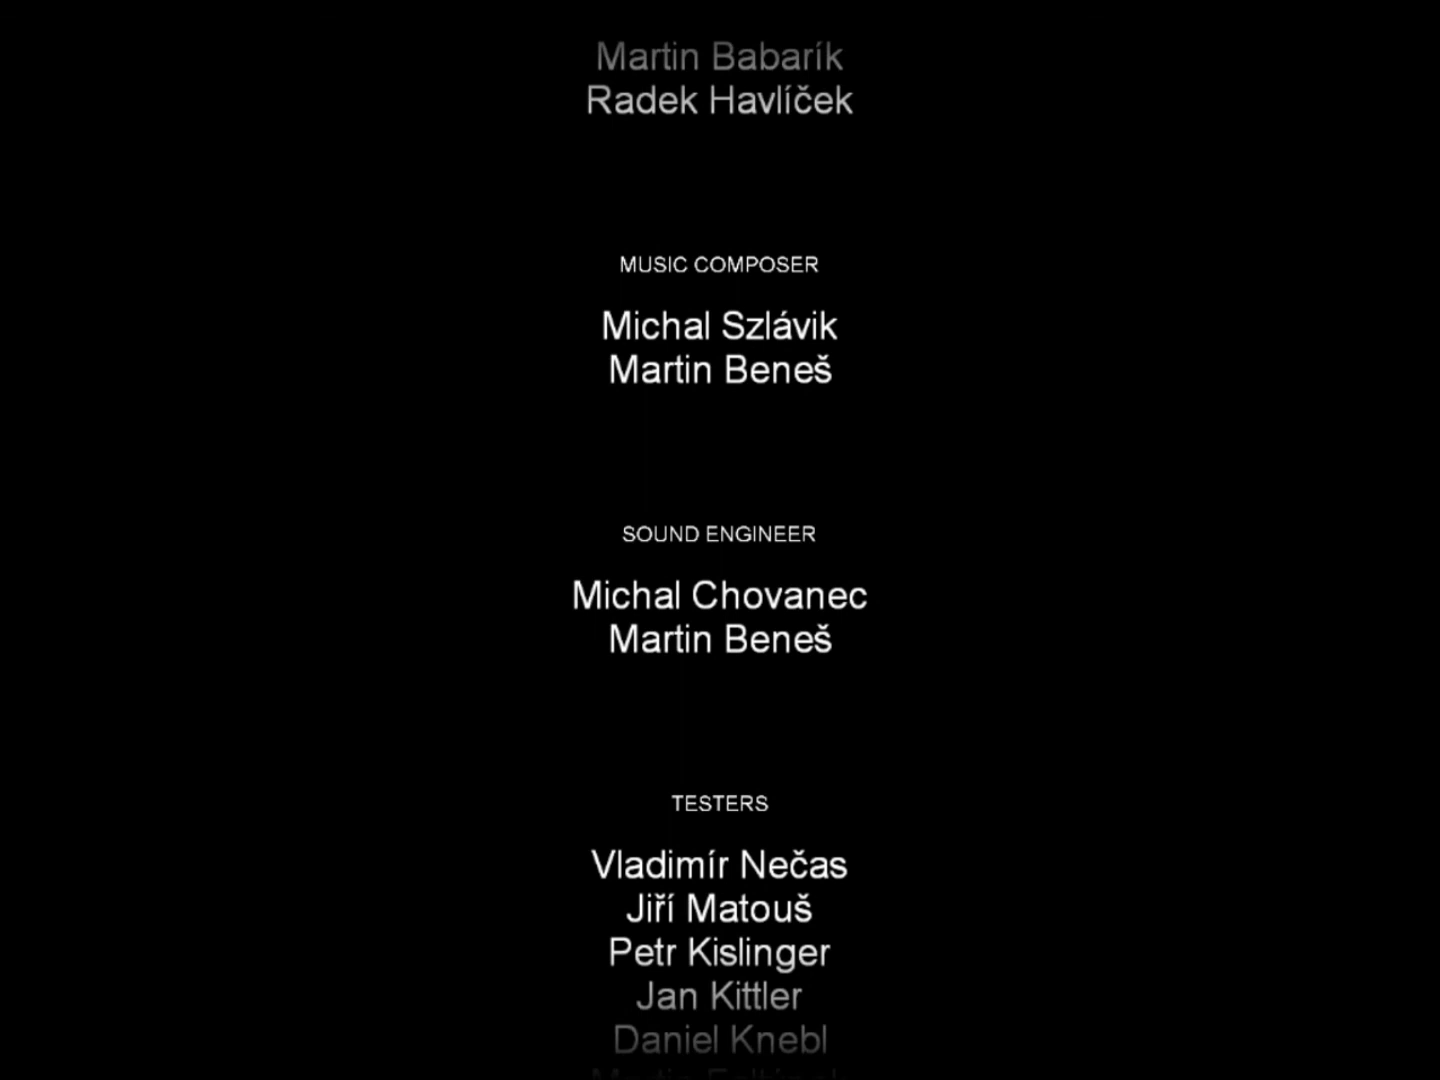 Martin Babarík
Radek Havlíček
MUSIC COMPOSER
Michal Szlávik
Martin Beneš
SOUND ENGINEER
Michal Chovanec
Martin Beneš
TESTERS
Vladimír Nečas
Jiří Matouš
Petr Kislinger
Jan Kittler
Daniel Knebl
Martin